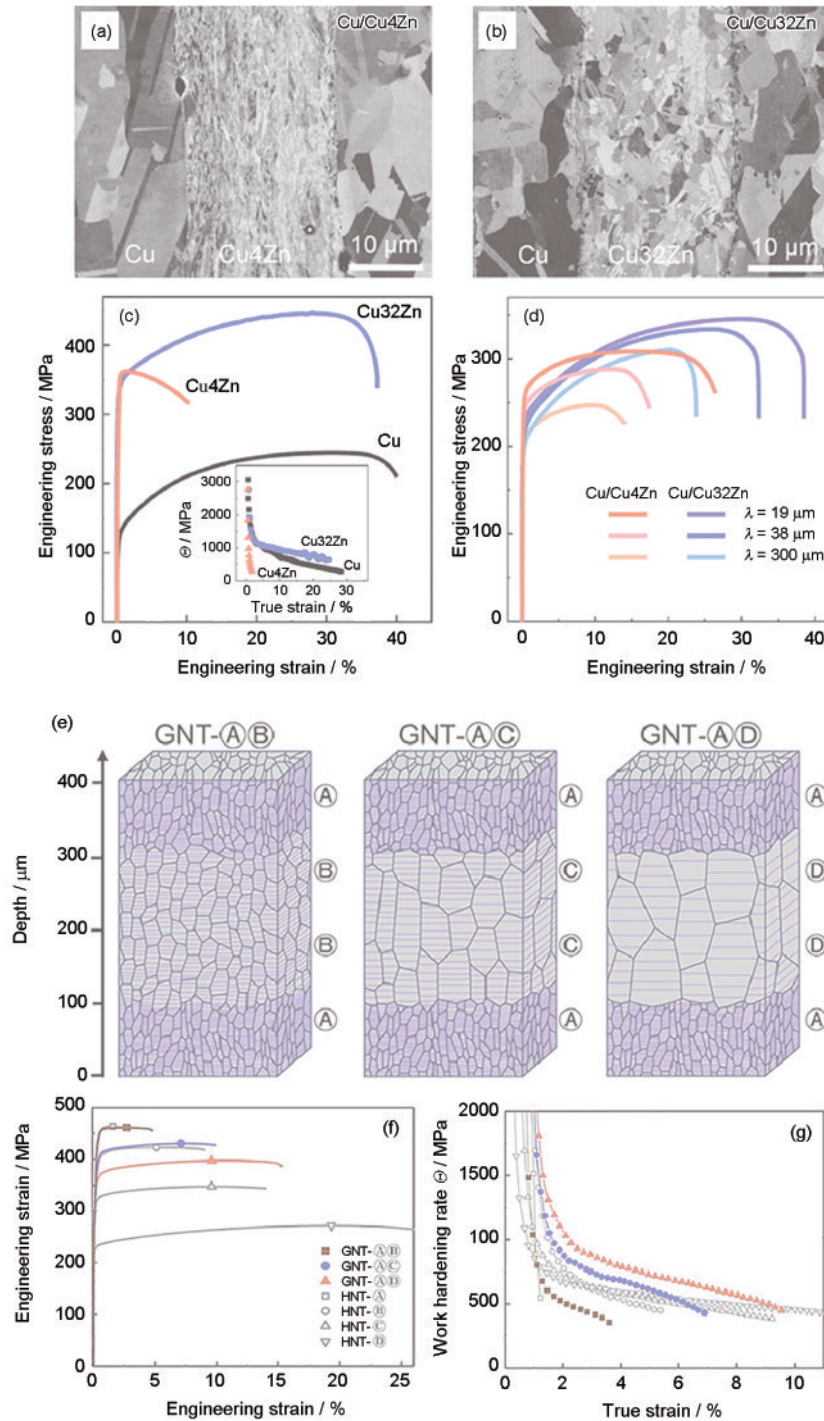 (a)
Cu/Cu4Zn
Cu
Cu4Zn
10 μm
(b)
Cu/Cu32Zn
Cu
Cu32Zn
10 μm
(c)
Cu32Zn
Cu4Zn
Cu
Engineering stress / MPa
400
300
200
100
0
0 10 20 30 40
Engineering strain / %
Θ / MPa
3000
2000
1000
0
Cu32Zn
Cu4Zn
Cu
0 10 20 30
True strain / %
(d)
Engineering stress / MPa
300
200
100
0
Cu/Cu4Zn Cu/Cu32Zn
λ = 19 μm
λ = 38 μm
λ = 300 μm
0 10 20 30 40
Engineering strain / %
(e)
GNT-ⒶⒷ
GNT-ⒶⒸ
GNT-ⒶⒹ
Depth / μm
400
300
200
100
0
Ⓐ
Ⓑ
Ⓑ
Ⓐ
Ⓐ
Ⓒ
Ⓒ
Ⓐ
Ⓐ
Ⓓ
Ⓓ
Ⓐ
(f)
Engineering strain / MPa
500
400
300
200
100
0
GNT-ⒶⒷ
GNT-ⒶⒸ
GNT-ⒶⒹ
HNT-Ⓐ
HNT-Ⓑ
HNT-Ⓒ
HNT-Ⓓ
0 5 10 15 20 25
Engineering strain / %
(g)
Work hardening rate Θ / MPa
2000
1500
1000
500
0
0 2 4 6 8 10
True strain / %